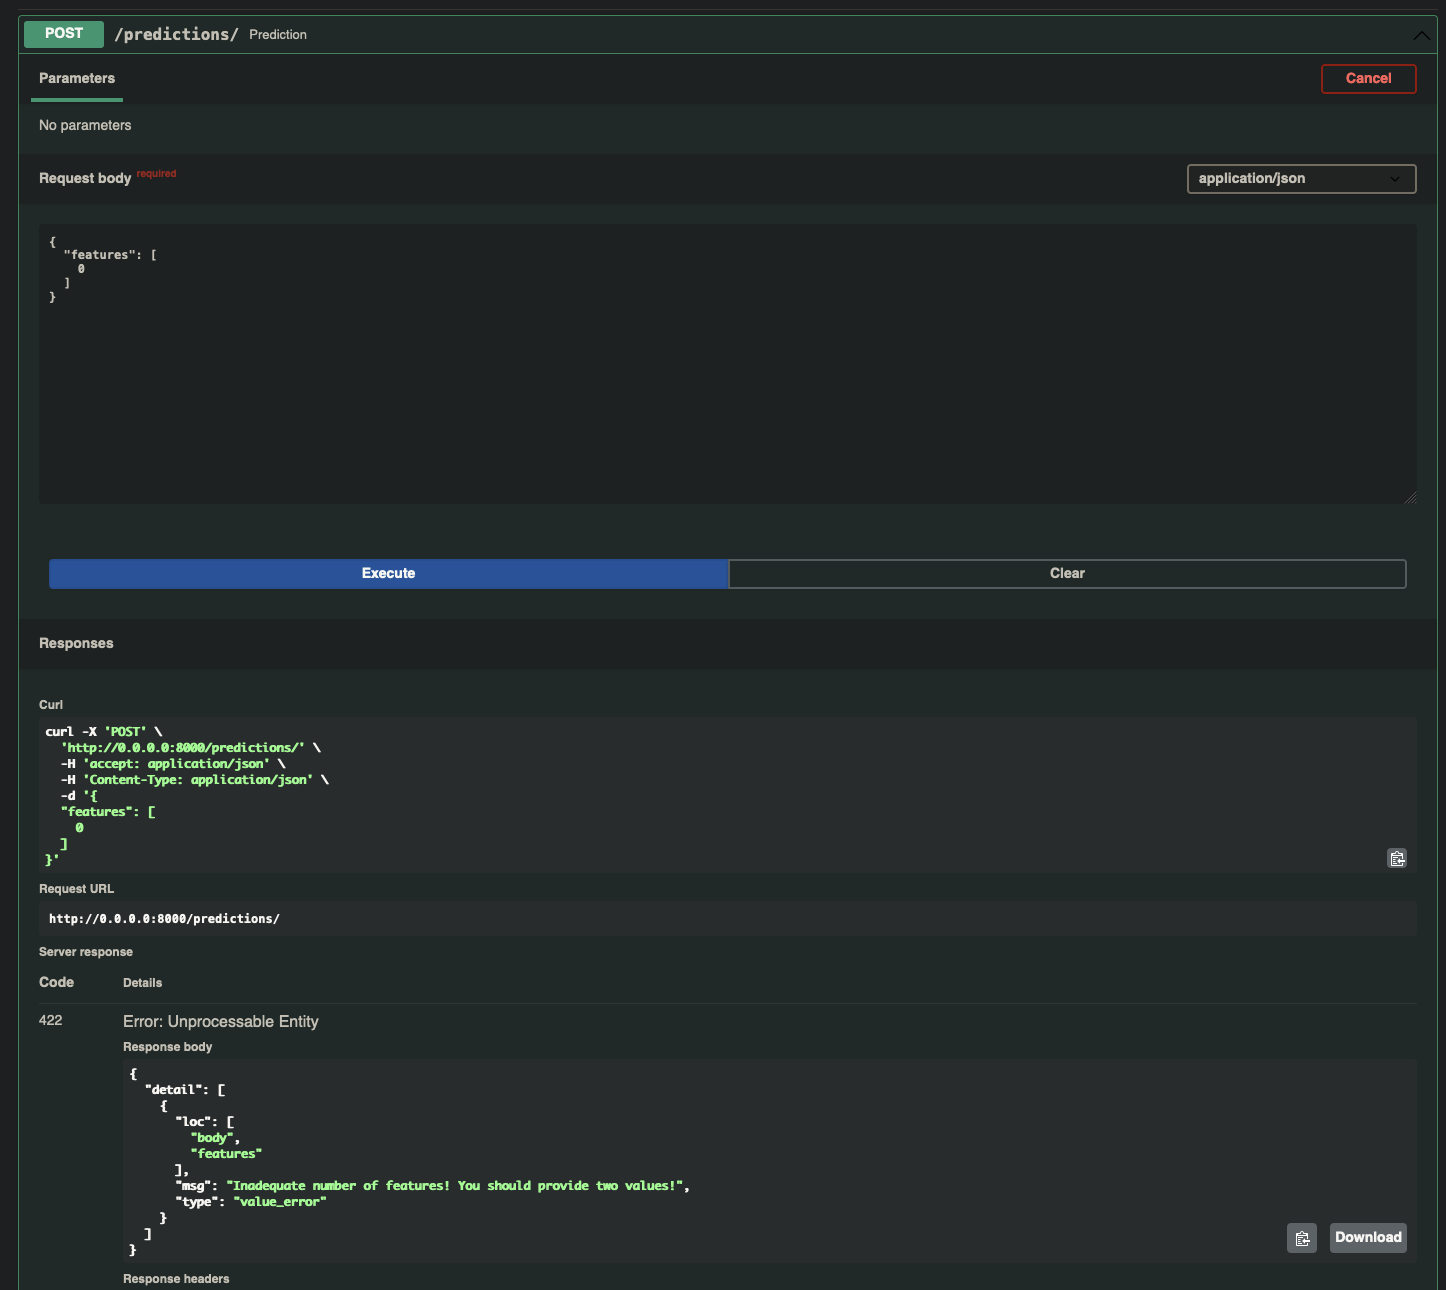 POST /predictions/ Prediction
Parameters
Cancel
No parameters
Request body required
application/json
{
  "features": [
    0
  ]
}
Execute
Clear
Responses
Curl
curl -X 'POST' \
  'http://0.0.0.0:8000/predictions/' \
  -H 'accept: application/json' \
  -H 'Content-Type: application/json' \
  -d '{
  "features": [
    0
  ]
}'
Request URL
http://0.0.0.0:8000/predictions/
Server response
Code Details
422 Error: Unprocessable Entity
Response body
{
  "detail": [
    {
      "loc": [
        "body",
        "features"
      ],
      "msg": "Inadequate number of features! You should provide two values!",
      "type": "value_error"
    }
  ]
}
Download
Response headers